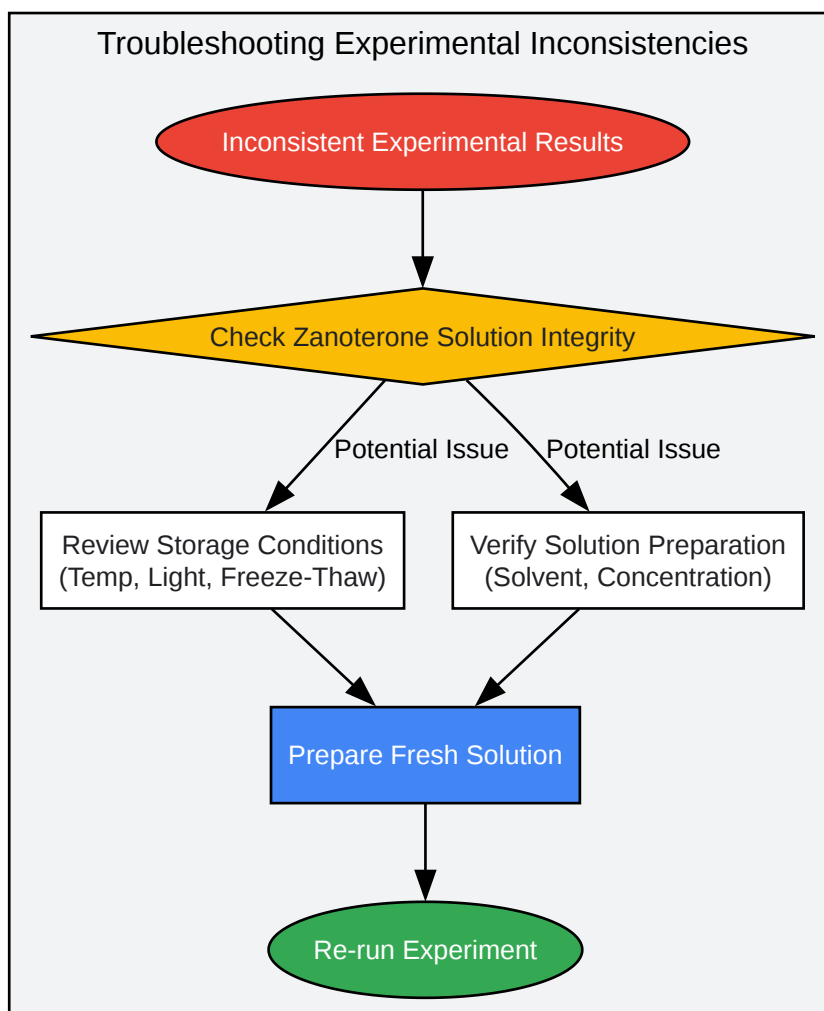 Troubleshooting Experimental Inconsistencies
Inconsistent Experimental Results
Check Zanoterone Solution Integrity
Potential Issue
Potential Issue
Review Storage Conditions
(Temp, Light, Freeze-Thaw)
Verify Solution Preparation
(Solvent, Concentration)
Prepare Fresh Solution
Re-run Experiment